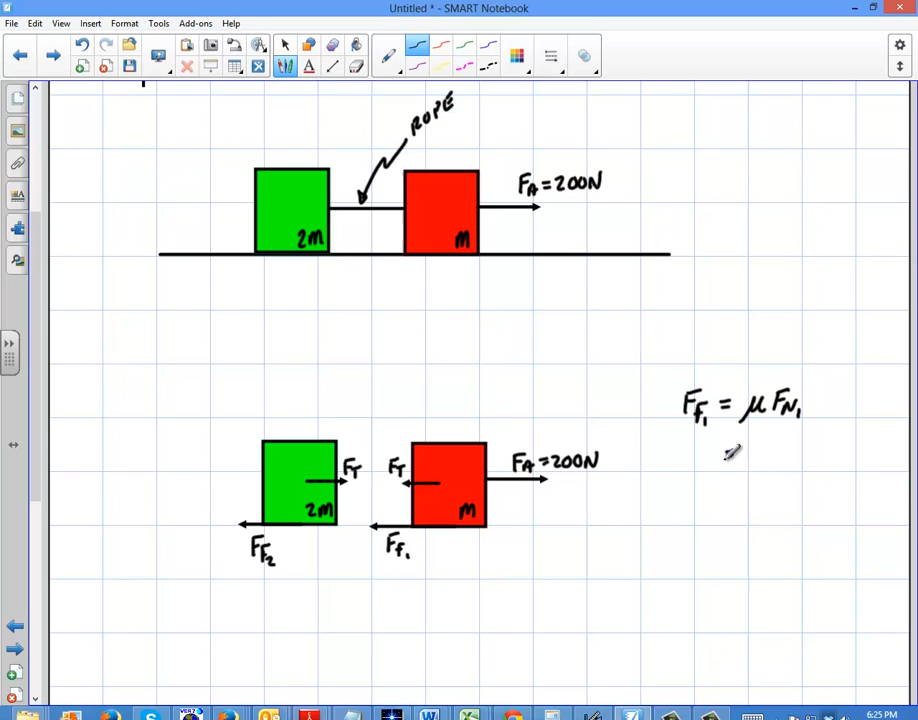 Untitled * - SMART Notebook
File Edit View Insert Format Tools Add-ons Help
ROPE
FA = 200N
2M
M
FF1 = μ FN1
FT
FT
FA = 200N
2M
M
FF2
FF1
6:25 PM